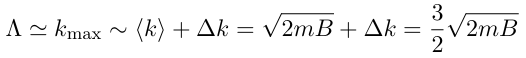 Λ ≃ k_max ∼ ⟨k⟩ + Δk = √(2mB) + Δk = 3/2 √(2mB)